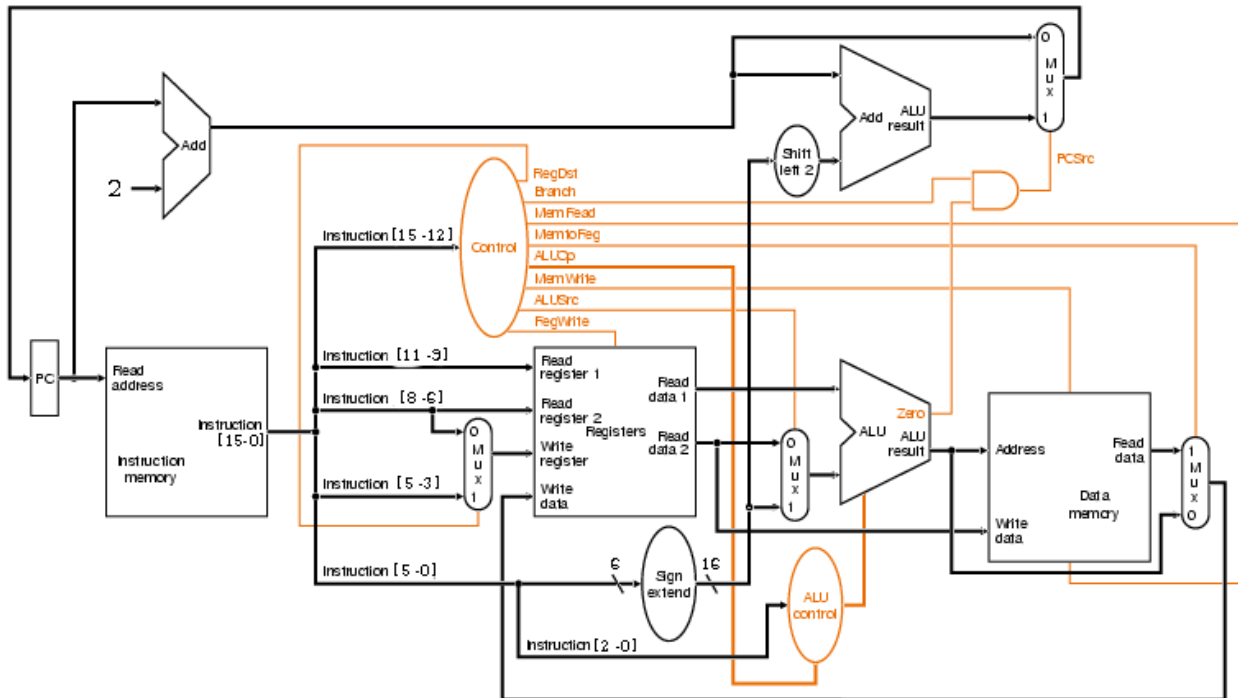 0
M
u
x
1
Add
ALU
result
Add
Shift
left 2
PCSrc
2
RegDst
Branch
MemRead
MemtoReg
ALUOp
MemWrite
ALUSrc
RegWrite
Control
Instruction [15 -12]
Instruction [11 -9]
Instruction [8 -6]
Instruction [5 -3]
Instruction [5 -0]
Instruction [2 -0]
PC
Read
address
Instruction
[15-0]
Instruction
memory
0
M
u
x
1
Read
register 1
Read
register 2
Write
register
Write
data
Registers
Read
data 1
Read
data 2
0
M
u
x
1
Zero
ALU
ALU
result
Address
Write
data
Read
data
Data
memory
1
M
u
x
0
6
Sign
extend
16
ALU
control